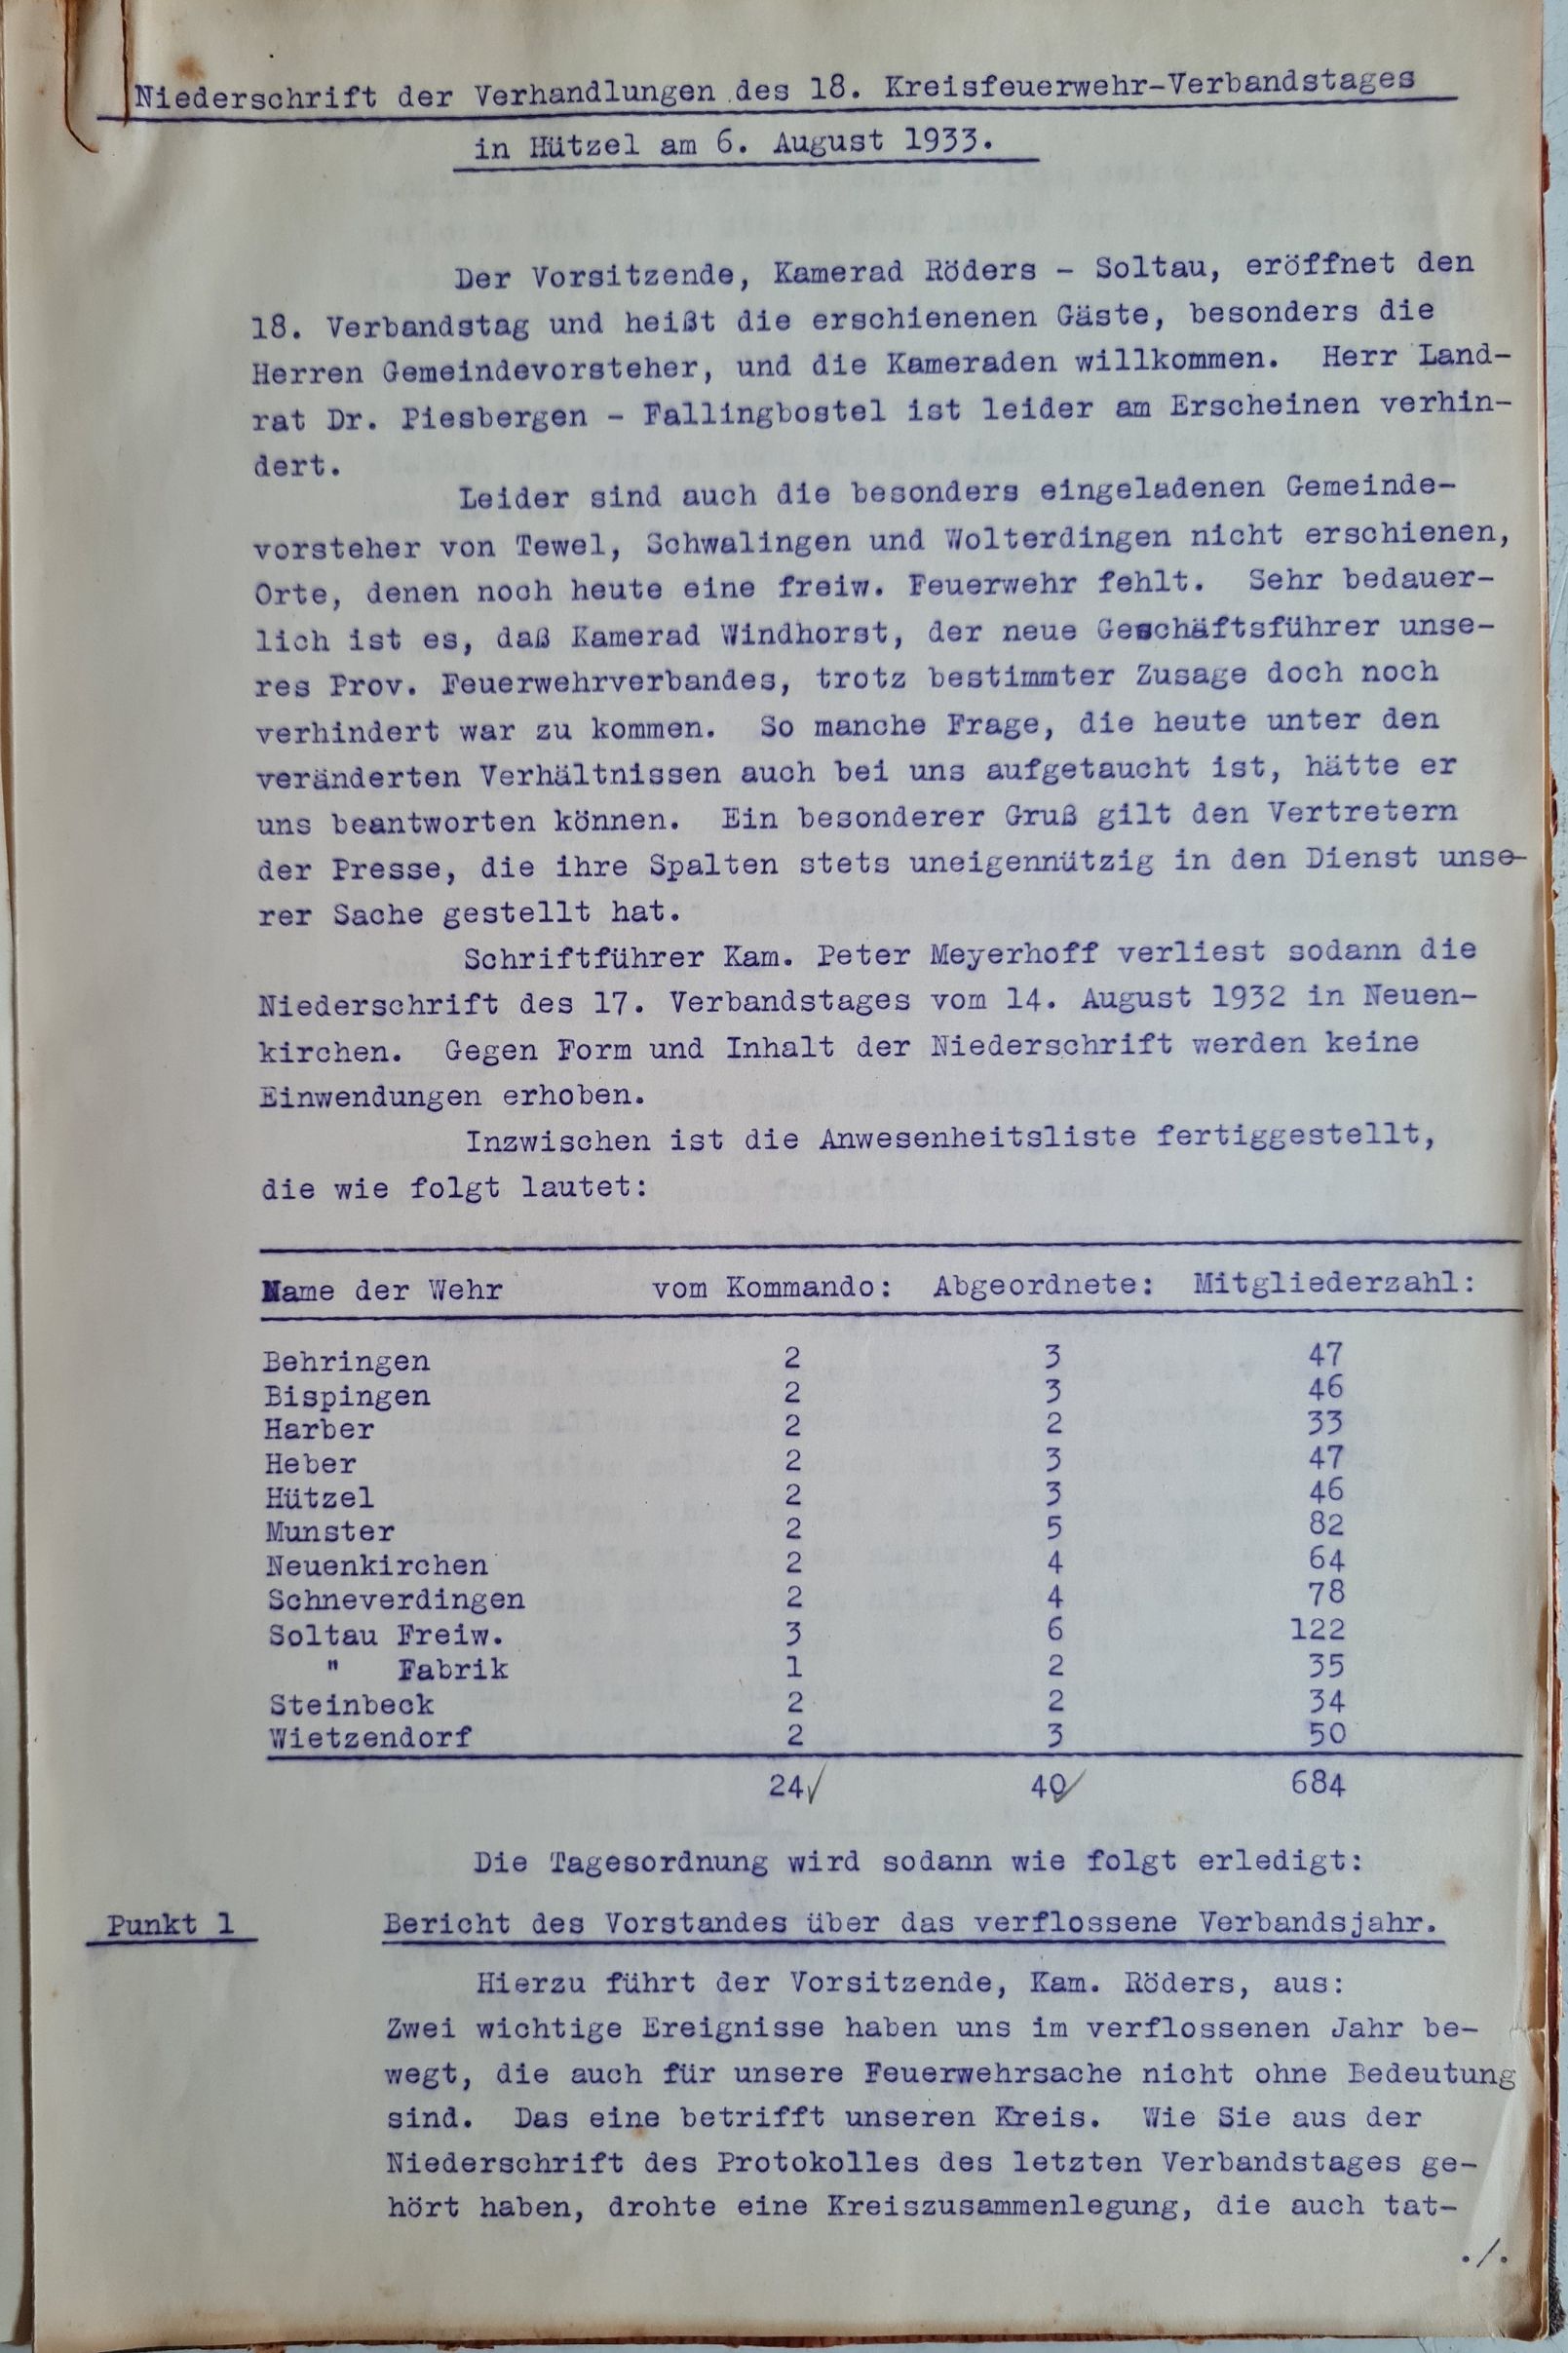 Niederschrift der Verhandlungen des 18. Kreisfeuerwehr-Verbandstages
in Hützel am 6. August 1933.
Der Vorsitzende, Kamerad Röders - Soltau, eröffnet den
18. Verbandstag und heißt die erschienenen Gäste, besonders die
Herren Gemeindevorsteher, und die Kameraden willkommen. Herr Land-
rat Dr. Piesbergen - Fallingbostel ist leider am Erscheinen verhin-
dert.
Leider sind auch die besonders eingeladenen Gemeinde-
vorsteher von Tewel, Schwalingen und Wolterdingen nicht erschienen,
Orte, denen noch heute eine freiw. Feuerwehr fehlt. Sehr bedauer-
lich ist es, daß Kamerad Windhorst, der neue Geschäftsführer unse-
res Prov. Feuerwehrverbandes, trotz bestimmter Zusage doch noch
verhindert war zu kommen. So manche Frage, die heute unter den
veränderten Verhältnissen auch bei uns aufgetaucht ist, hätte er
uns beantworten können. Ein besonderer Gruß gilt den Vertretern
der Presse, die ihre Spalten stets uneigennützig in den Dienst unse-
rer Sache gestellt hat.
Schriftführer Kam. Peter Meyerhoff verliest sodann die
Niederschrift des 17. Verbandstages vom 14. August 1932 in Neuen-
kirchen. Gegen Form und Inhalt der Niederschrift werden keine
Einwendungen erhoben.
Inzwischen ist die Anwesenheitsliste fertiggestellt,
die wie folgt lautet:
Name der Wehr vom Kommando: Abgeordnete: Mitgliederzahl:
Behringen 2 3 47
Bispingen 2 3 46
Harber 2 2 33
Heber 2 3 47
Hützel 2 3 46
Munster 2 5 82
Neuenkirchen 2 4 64
Schneverdingen 2 4 78
Soltau Freiw. 3 6 122
" Fabrik 1 2 35
Steinbeck 2 2 34
Wietzendorf 2 3 50
24✓ 40✓ 684
Die Tagesordnung wird sodann wie folgt erledigt:
Punkt 1 Bericht des Vorstandes über das verflossene Verbandsjahr.
Hierzu führt der Vorsitzende, Kam. Röders, aus:
Zwei wichtige Ereignisse haben uns im verflossenen Jahr be-
wegt, die auch für unsere Feuerwehrsache nicht ohne Bedeutung
sind. Das eine betrifft unseren Kreis. Wie Sie aus der
Niederschrift des Protokolles des letzten Verbandstages ge-
hört haben, drohte eine Kreiszusammenlegung, die auch tat-
./.